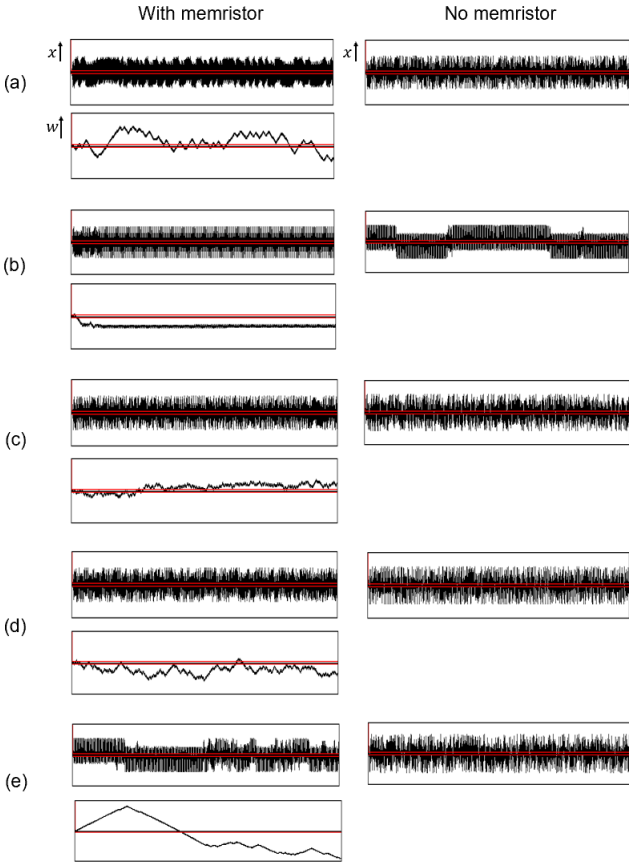 With memristor No memristor
x x
(a)
w
(b)
(c)
(d)
(e)